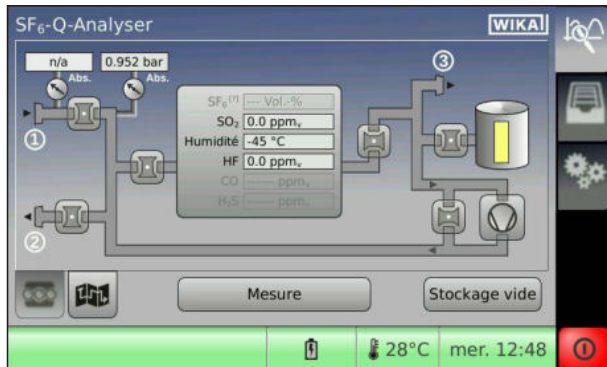 SF₆-Q-Analyser
WIKA
n/a
0.952 bar
Abs.
Abs.
③
①
SF₆ [?] --- Vol.-%
SO₂ 0.0 ppmᵥ
Humidité -45 °C
HF 0.0 ppmᵥ
CO ------ ppmᵥ
H₂S ------ ppmᵥ
②
Mesure
Stockage vide
28°C
mer. 12:48